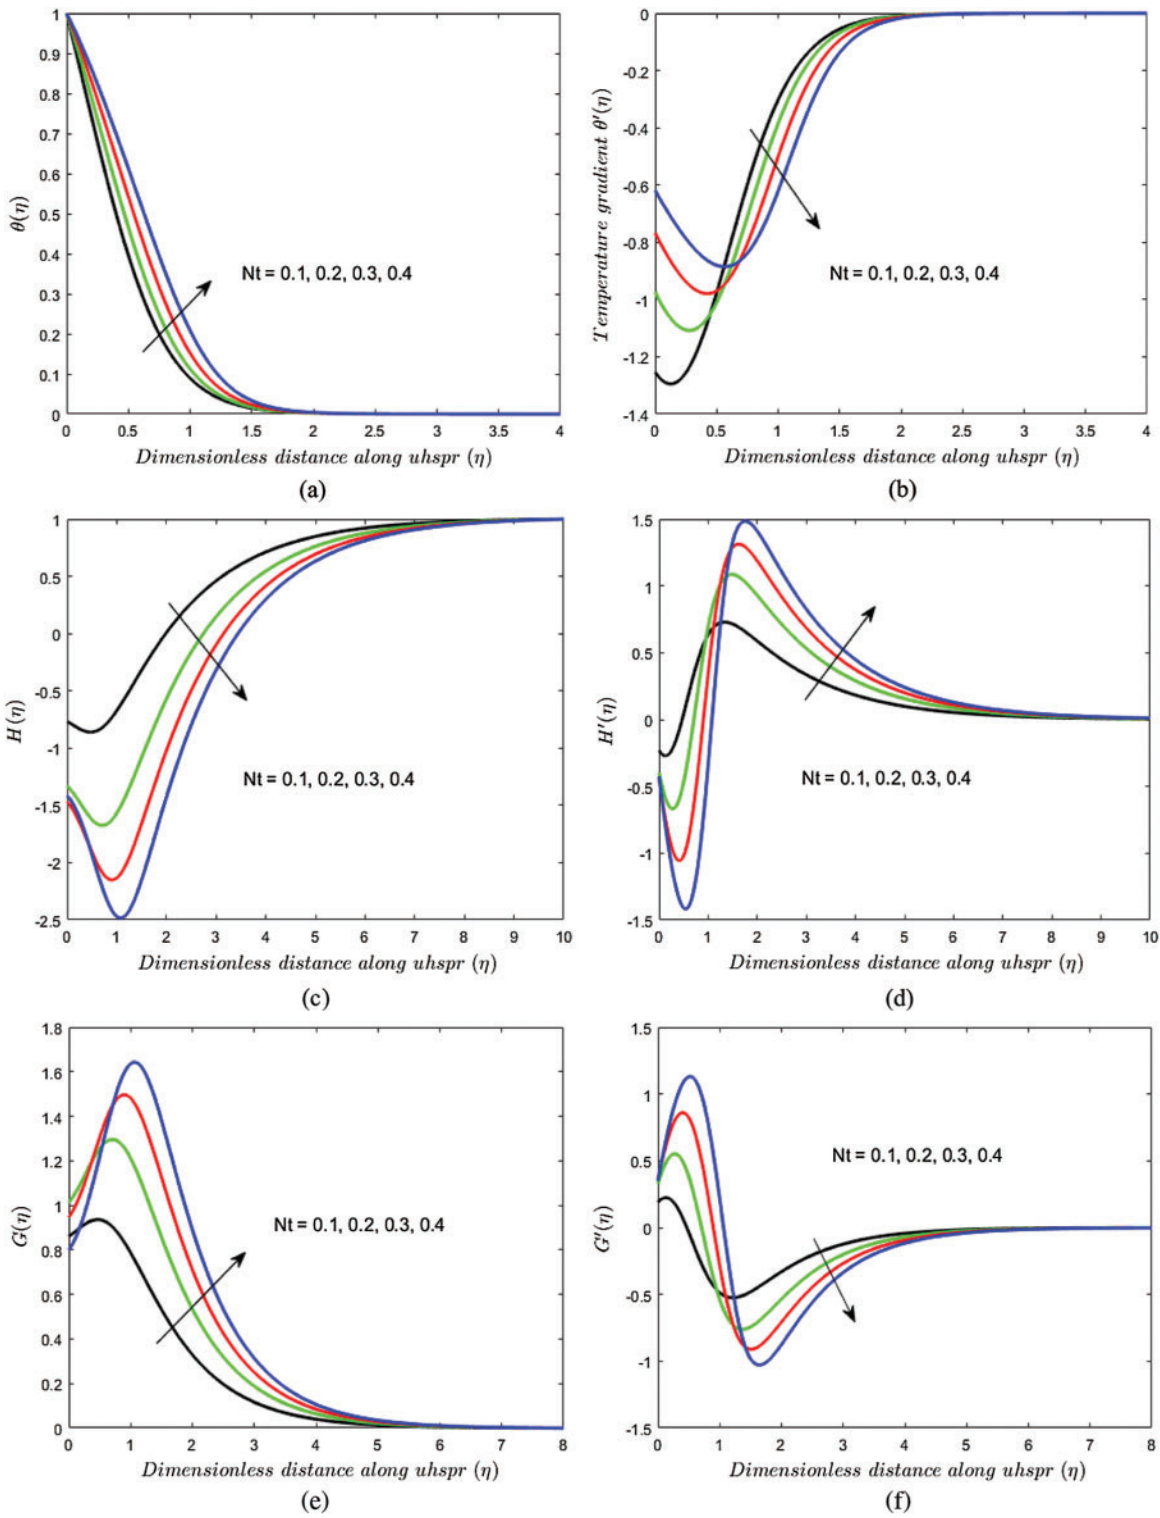 1
0.9
0.8
0.7
0.6
0.5
0.4
0.3
0.2
0.1
0
θ(η)
Nt = 0.1, 0.2, 0.3, 0.4
0 0.5 1 1.5 2 2.5 3 3.5 4
Dimensionless distance along uhspr (η)
(a)
0
-0.2
-0.4
-0.6
-0.8
-1
-1.2
-1.4
Temperature gradient θ′(η)
Nt = 0.1, 0.2, 0.3, 0.4
0 0.5 1 1.5 2 2.5 3 3.5 4
Dimensionless distance along uhspr (η)
(b)
1
0.5
0
-0.5
-1
-1.5
-2
-2.5
H(η)
Nt = 0.1, 0.2, 0.3, 0.4
0 1 2 3 4 5 6 7 8 9 10
Dimensionless distance along uhspr (η)
(c)
1.5
1
0.5
0
-0.5
-1
-1.5
H′(η)
Nt = 0.1, 0.2, 0.3, 0.4
0 1 2 3 4 5 6 7 8 9 10
Dimensionless distance along uhspr (η)
(d)
1.8
1.6
1.4
1.2
1
0.8
0.6
0.4
0.2
0
G(η)
Nt = 0.1, 0.2, 0.3, 0.4
0 1 2 3 4 5 6 7 8
Dimensionless distance along uhspr (η)
(e)
1.5
1
0.5
0
-0.5
-1
-1.5
G′(η)
Nt = 0.1, 0.2, 0.3, 0.4
0 1 2 3 4 5 6 7 8
Dimensionless distance along uhspr (η)
(f)